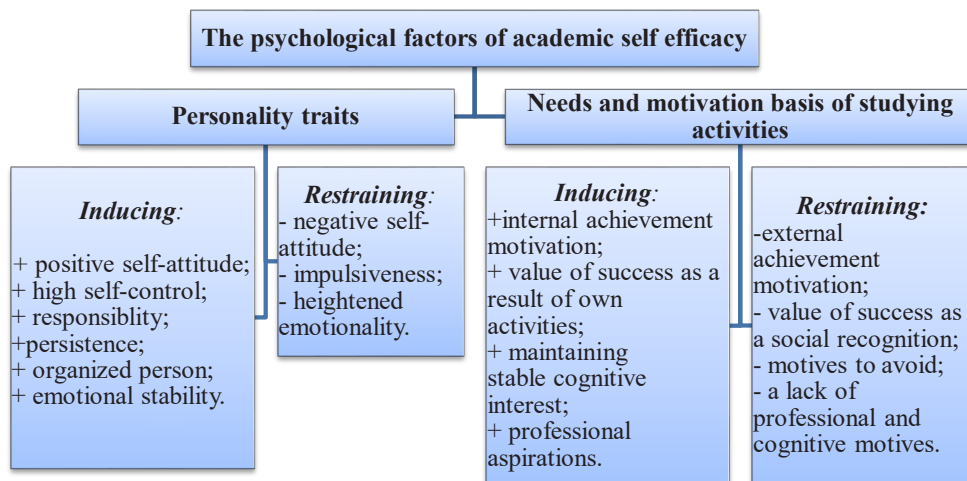 The psychological factors of academic self efficacy
Personality traits
Needs and motivation basis of studying
activities
Inducing:
+ positive self-attitude;
+ high self-control;
+ responsiblity;
+persistence;
+ organized person;
+ emotional stability.
Restraining:
- negative self-
attitude;
- impulsiveness;
- heightened
emotionality.
Inducing:
+internal achievement
motivation;
+ value of success as a
result of own
activities;
+ maintaining
stable cognitive
interest;
+ professional
aspirations.
Restraining:
-external
achievement
motivation;
- value of success as
a social recognition;
- motives to avoid;
- a lack of
professional and
cognitive motives.